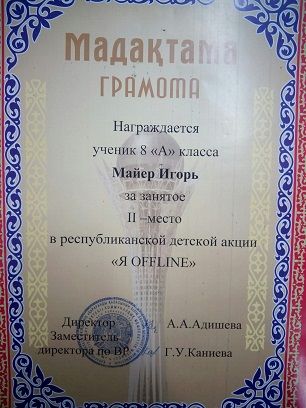 Мадақтама
ГРАМОТА
Награждается
ученик 8 «А» класса
Майер Игорь
за занятое
II –место
в республиканской детской акции
«Я OFFLINE»
Директор А.А.Адишева
Заместитель
директора по ВР Г.У.Каниева